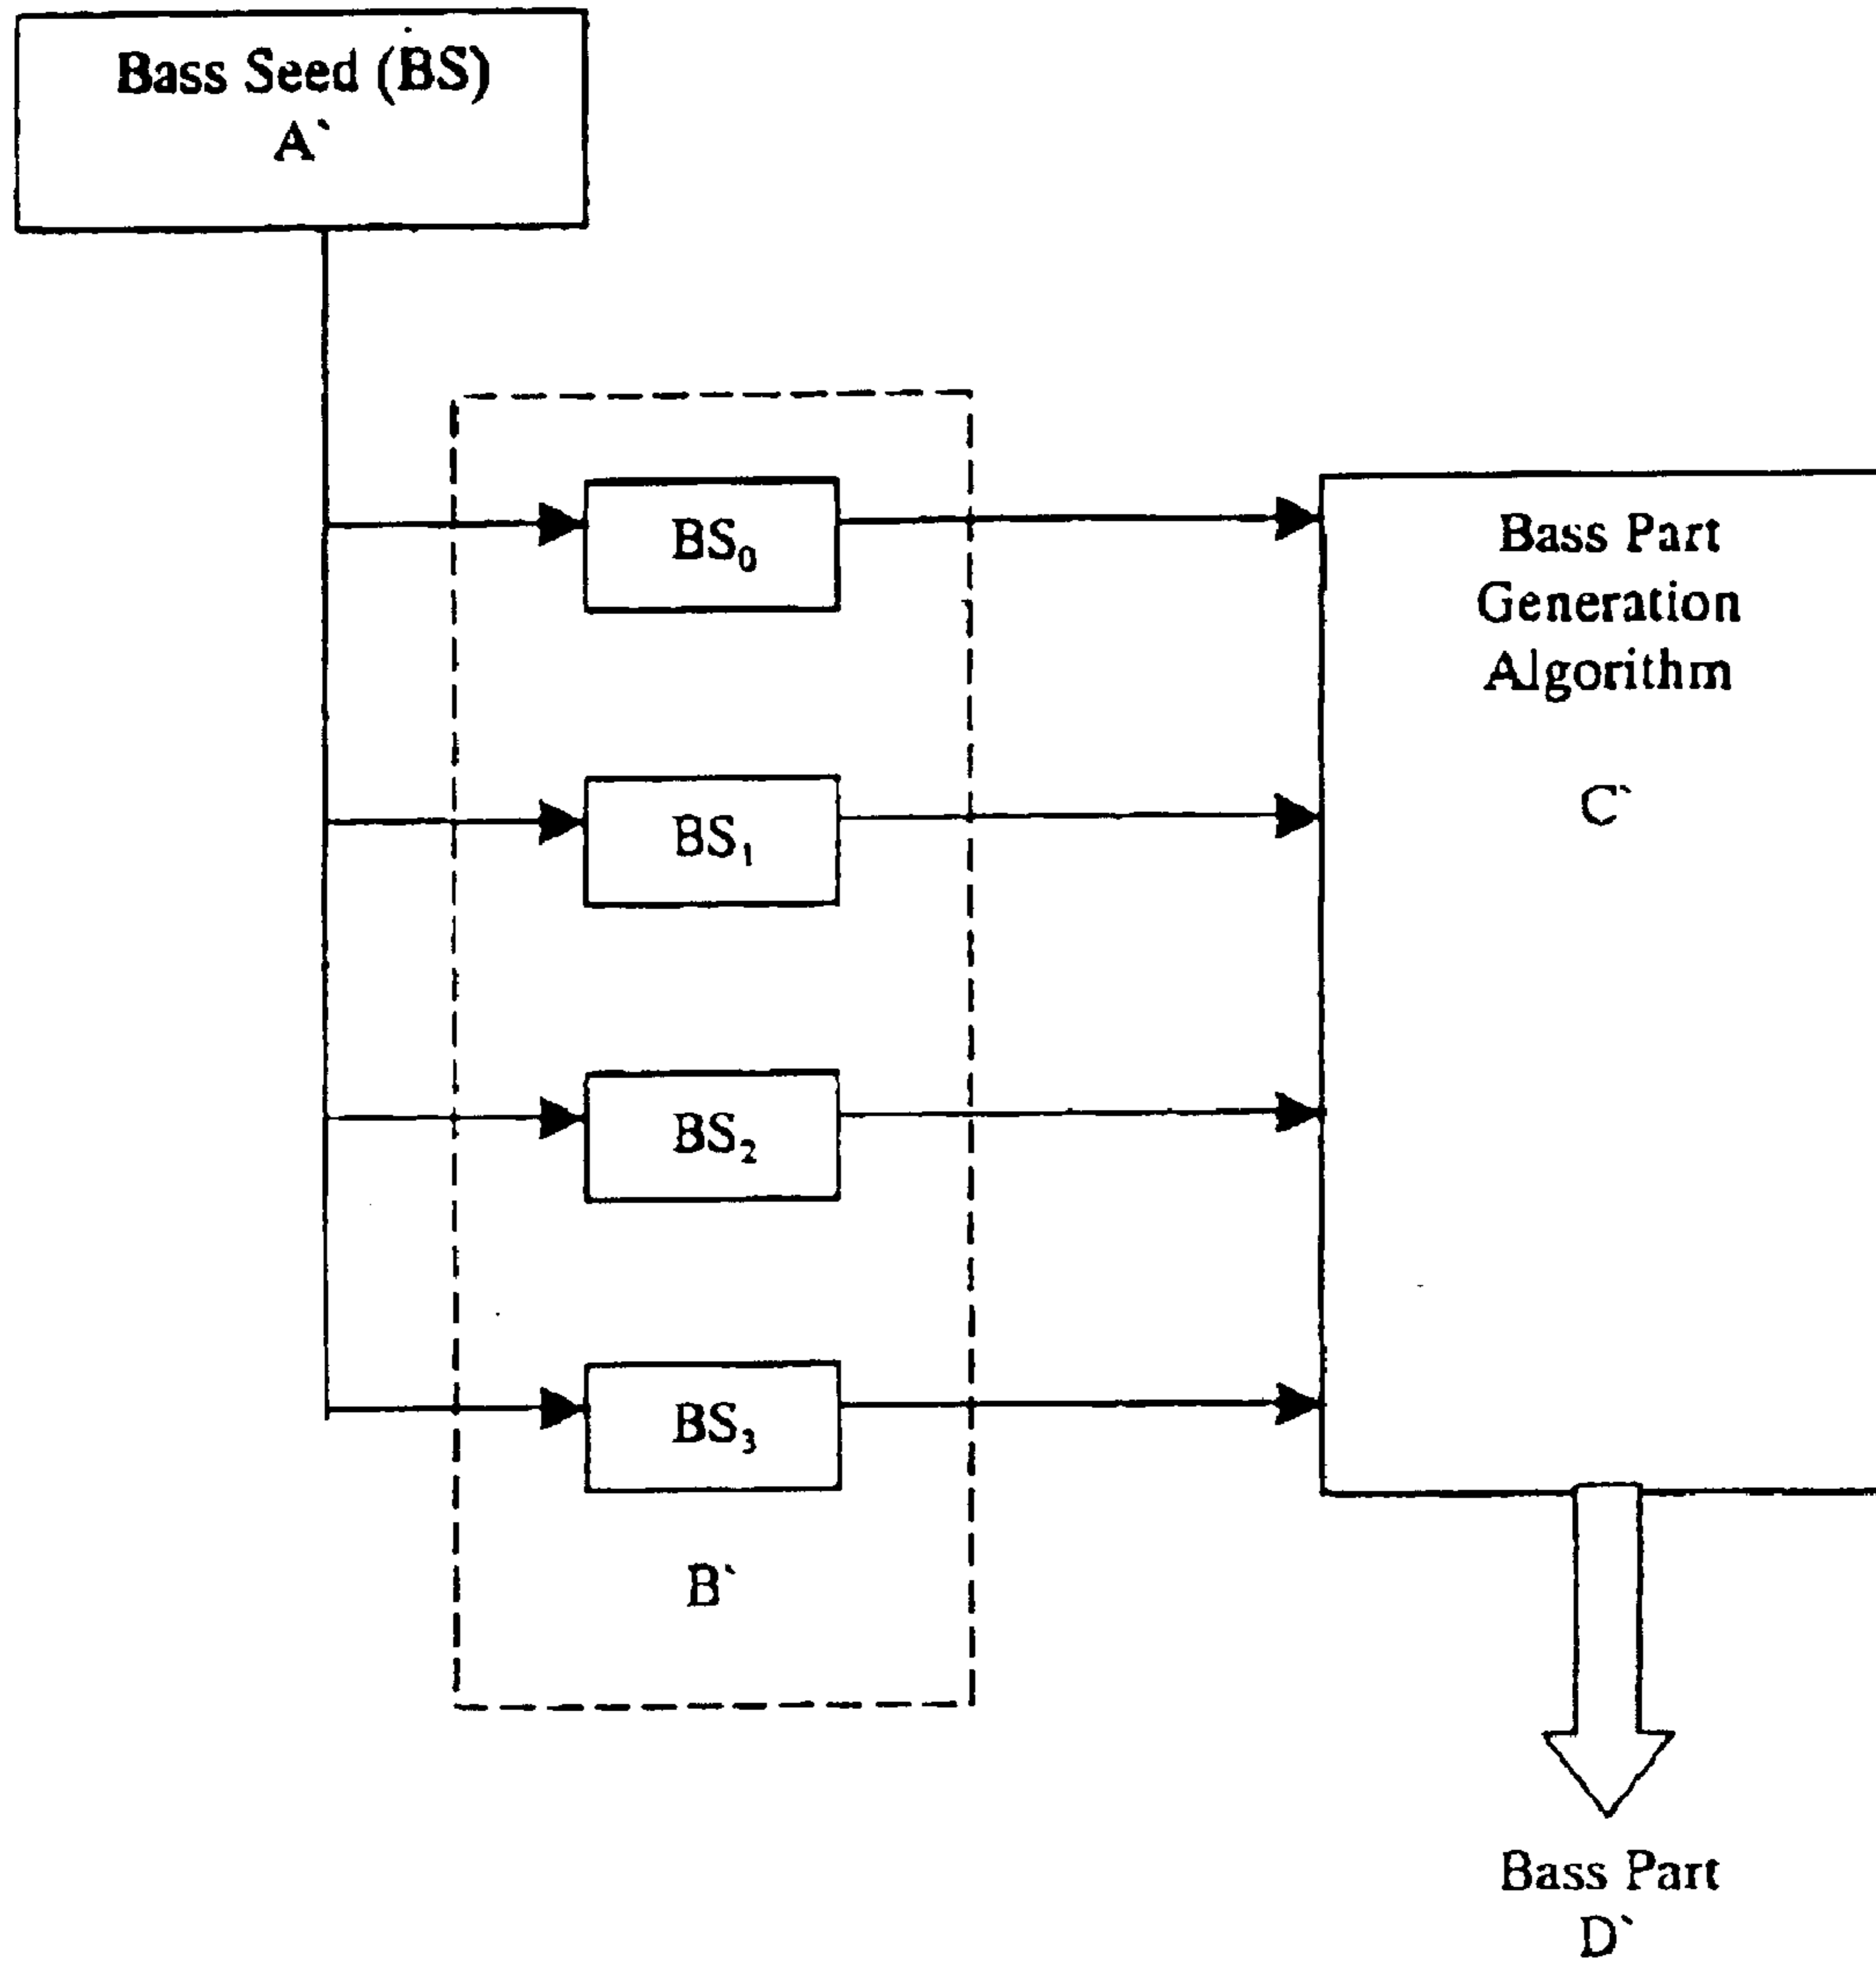 Bass Seed (BS)
A`
BS₀
BS₁
BS₂
BS₃
B`
Bass Part
Generation
Algorithm
C`
Bass Part
D`